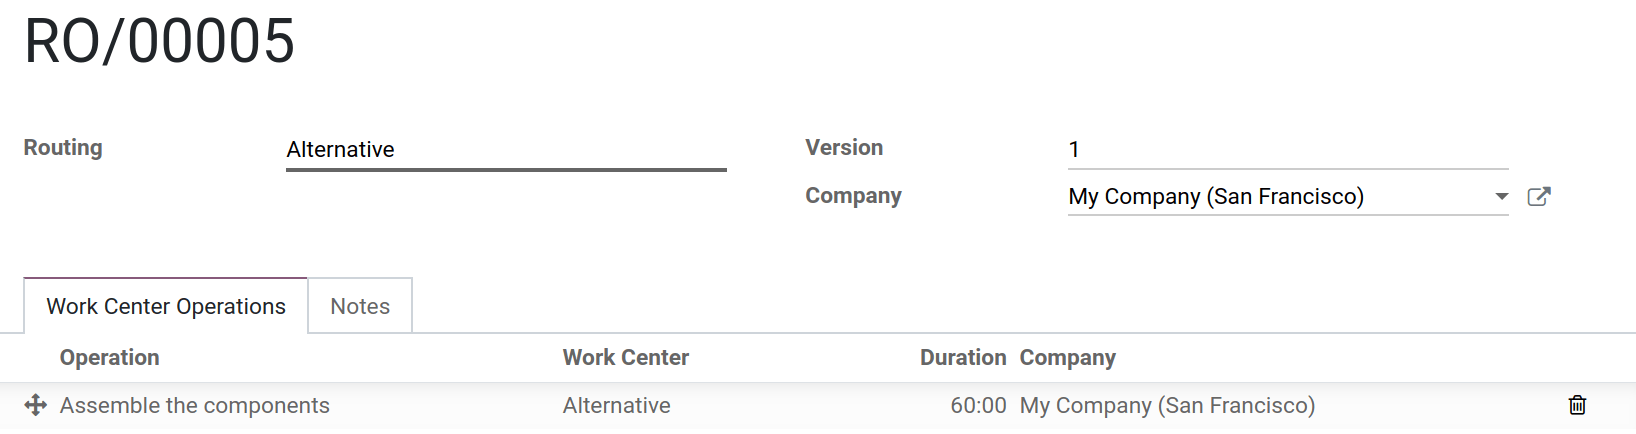 RO/00005
Routing Alternative Version 1
Company My Company (San Francisco)
Work Center Operations Notes
Operation Work Center Duration Company
Assemble the components Alternative 60:00 My Company (San Francisco)